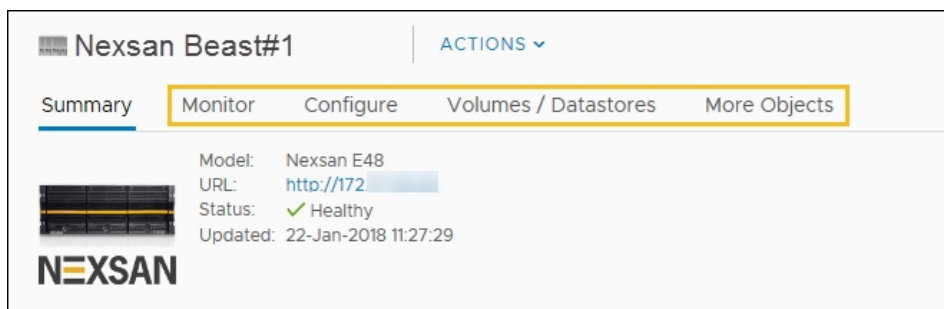 Nexsan Beast#1
ACTIONS
Summary Monitor Configure Volumes / Datastores More Objects
Model: Nexsan E48
URL: http://172.
Status: Healthy
Updated: 22-Jan-2018 11:27:29
NEXSAN